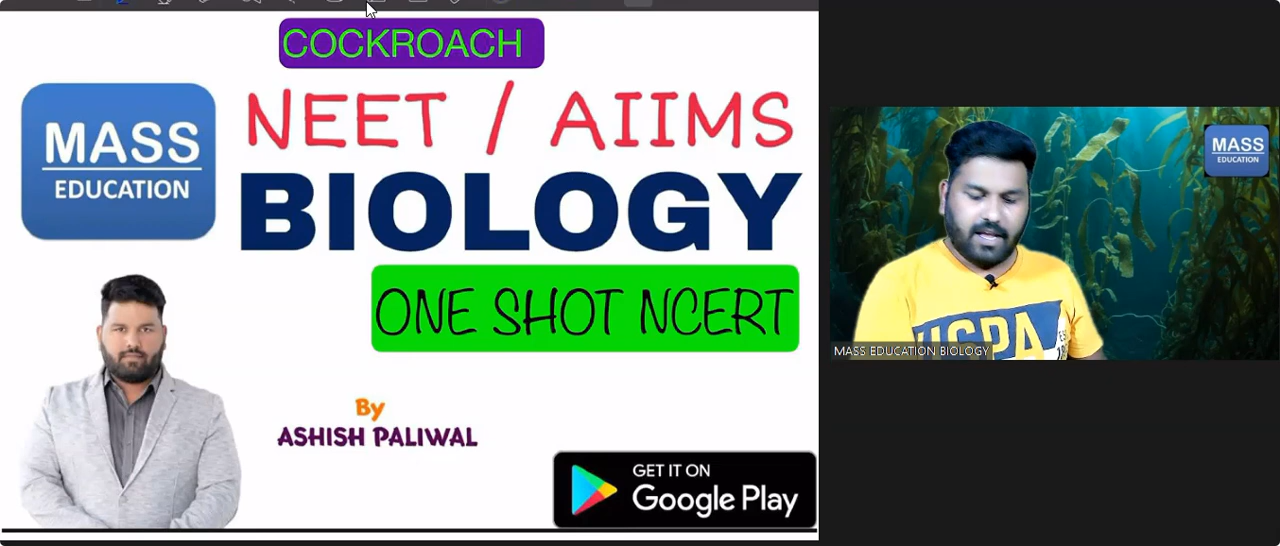 COCKROACH
MASS
EDUCATION
NEET / AIIMS
BIOLOGY
ONE SHOT NCERT
By
ASHISH PALIWAL
GET IT ON
Google Play
MASS
EDUCATION
USPA
MASS EDUCATION BIOLOGY